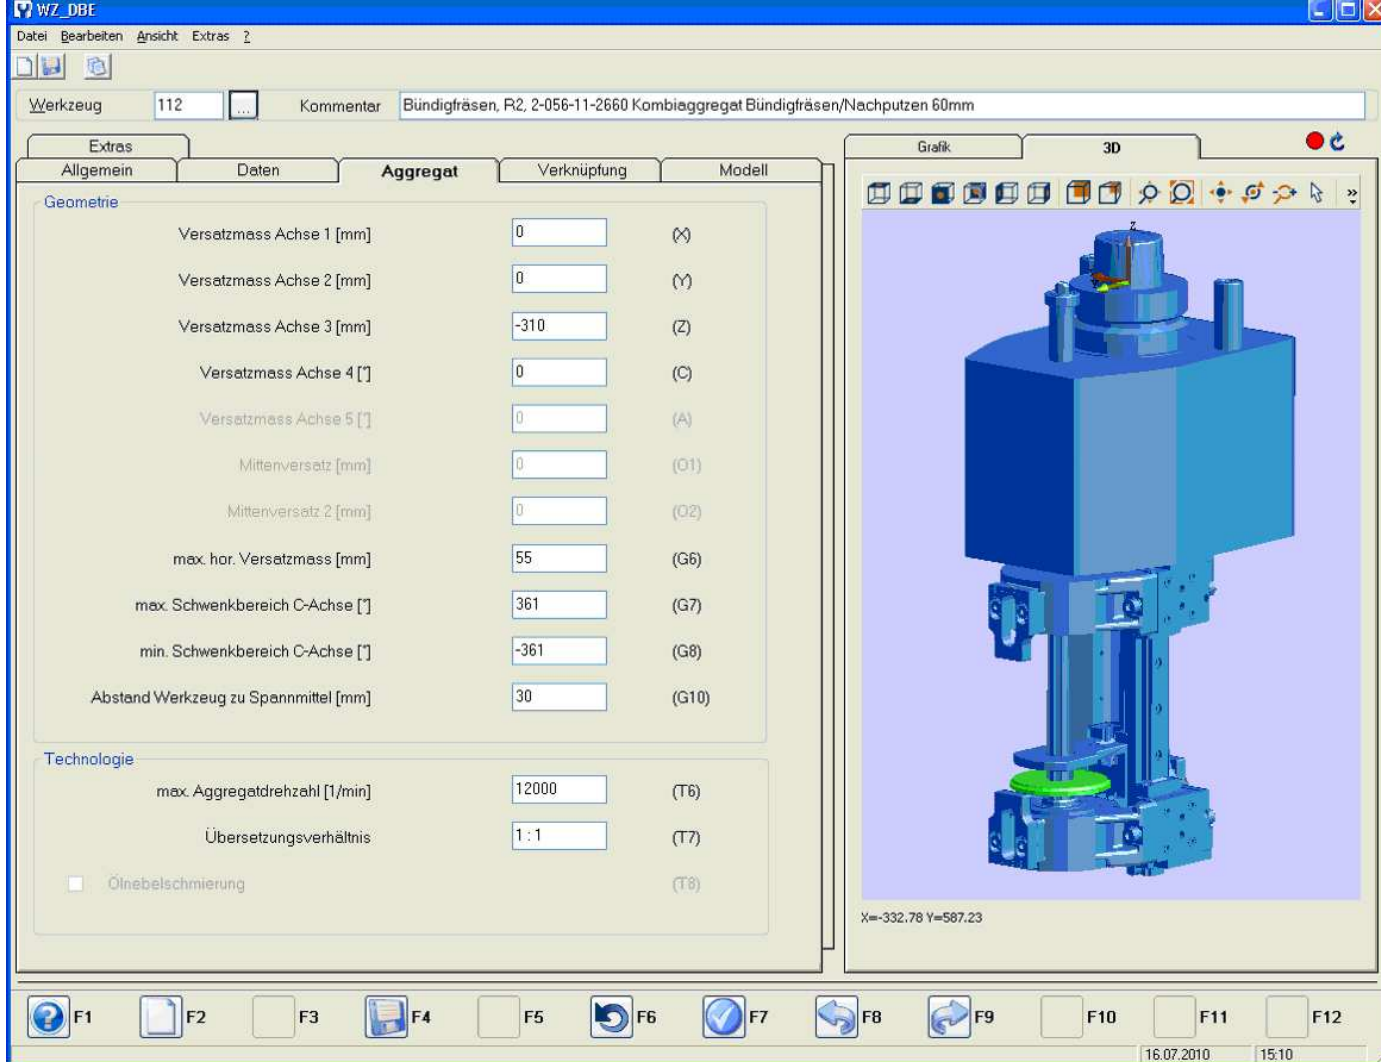 WZ_DBE
Datei Bearbeiten Ansicht Extras ?
Werkzeug 112 ... Kommentar Bündigfräsen, R2, 2-056-11-2660 Kombiaggregat Bündigfräsen/Nachputzen 60mm
Extras
Allgemein Daten Aggregat Verknüpfung Modell
Geometrie
Versatzmass Achse 1 [mm] 0 (X)
Versatzmass Achse 2 [mm] 0 (Y)
Versatzmass Achse 3 [mm] -310 (Z)
Versatzmass Achse 4 [°] 0 (C)
Versatzmass Achse 5 [°] 0 (A)
Mittenversatz [mm] 0 (O1)
Mittenversatz 2 [mm] 0 (O2)
max. hor. Versatzmass [mm] 55 (G6)
max. Schwenkbereich C-Achse [°] 361 (G7)
min. Schwenkbereich C-Achse [°] -361 (G8)
Abstand Werkzeug zu Spannmittel [mm] 30 (G10)
Technologie
max. Aggregatdrehzahl [1/min] 12000 (T6)
Übersetzungsverhältnis 1 : 1 (T7)
Ölnebelschmierung (T8)
Grafik 3D
z
X=-332.78 Y=587.23
F1 F2 F3 F4 F5 F6 F7 F8 F9 F10 F11 F12
16.07.2010 15:10